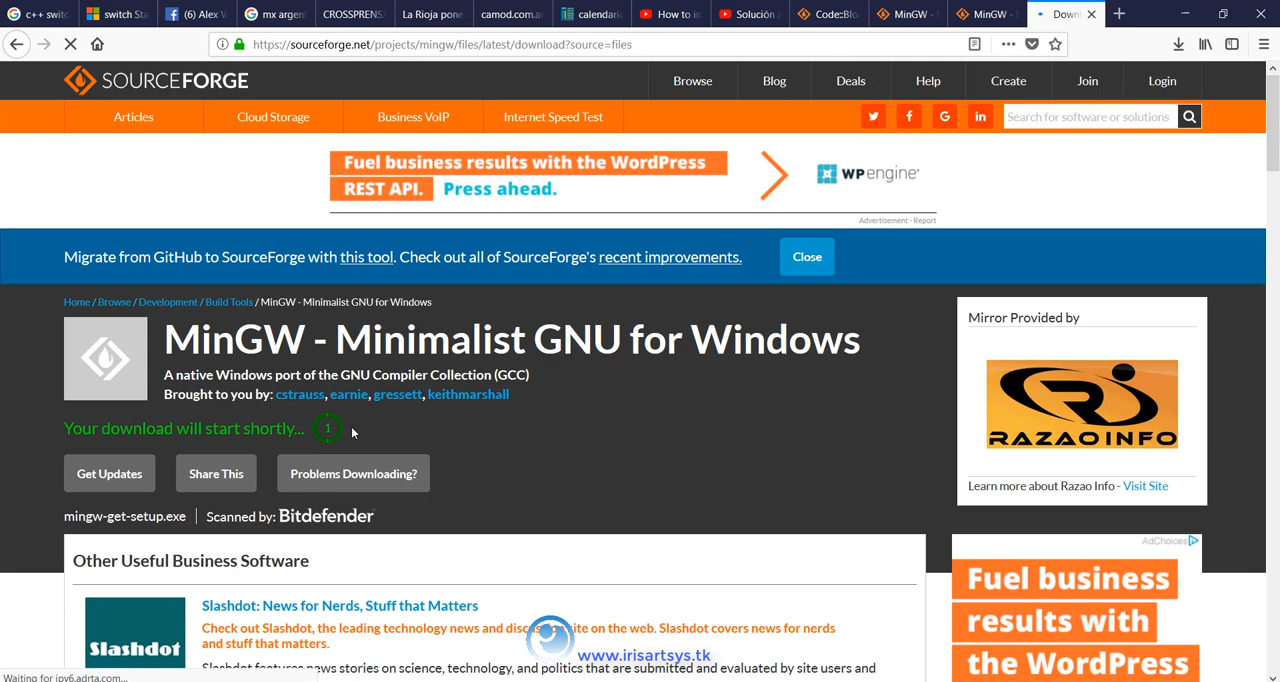 c++ switc
switch Sta
Alex V
mx argent
CROSSPRENSA
La Rioja pone
camod.com.ar
calendario
How to in
Solución
Code::Blo
MinGW -
MinGW -
Downl
https://sourceforge.net/projects/mingw/files/latest/download?source=files
SOURCEFORGE
Browse
Blog
Deals
Help
Create
Join
Login
Articles
Cloud Storage
Business VoIP
Internet Speed Test
Search for software or solutions
Fuel business results with the WordPress
REST API. Press ahead.
WP engine
Advertisement - Report
Migrate from GitHub to SourceForge with this tool. Check out all of SourceForge's recent improvements.
Close
Home / Browse / Development / Build Tools / MinGW - Minimalist GNU for Windows
MinGW - Minimalist GNU for Windows
A native Windows port of the GNU Compiler Collection (GCC)
Brought to you by: cstrauss, earnie, gressett, keithmarshall
Your download will start shortly... 1
Get Updates
Share This
Problems Downloading?
mingw-get-setup.exe | Scanned by: Bitdefender
Mirror Provided by
RAZAOINFO
Learn more about Razao Info - Visit Site
Other Useful Business Software
Slashdot
Slashdot: News for Nerds, Stuff that Matters
Check out Slashdot, the leading technology news and discussion site on the web. Slashdot covers news for nerds
and stuff that matters.
Slashdot features news stories on science, technology, and politics that are submitted and evaluated by site users and
AdChoices
Fuel business
results with
the WordPress
www.irisartsys.tk
Waiting for ipv6.adrta.com...